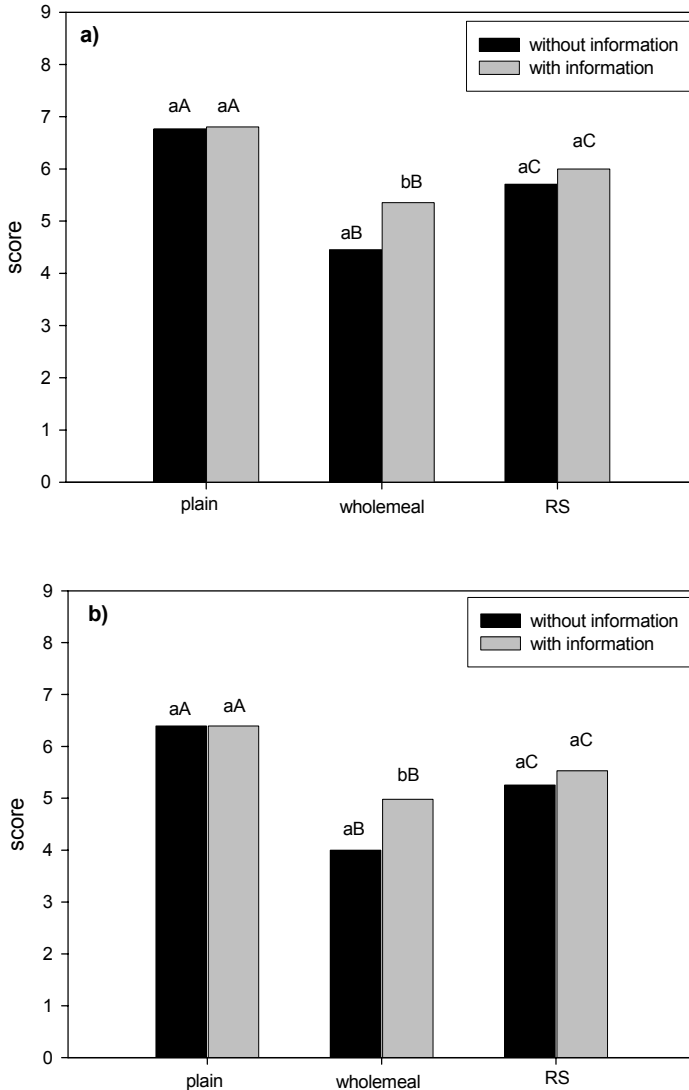 a)
without information
with information
9
8
7
6
5
4
3
2
1
0
score
aA aA
aB bB
aC aC
plain wholemeal RS
b)
without information
with information
9
8
7
6
5
4
3
2
1
0
score
aA aA
aB bB
aC aC
plain wholemeal RS